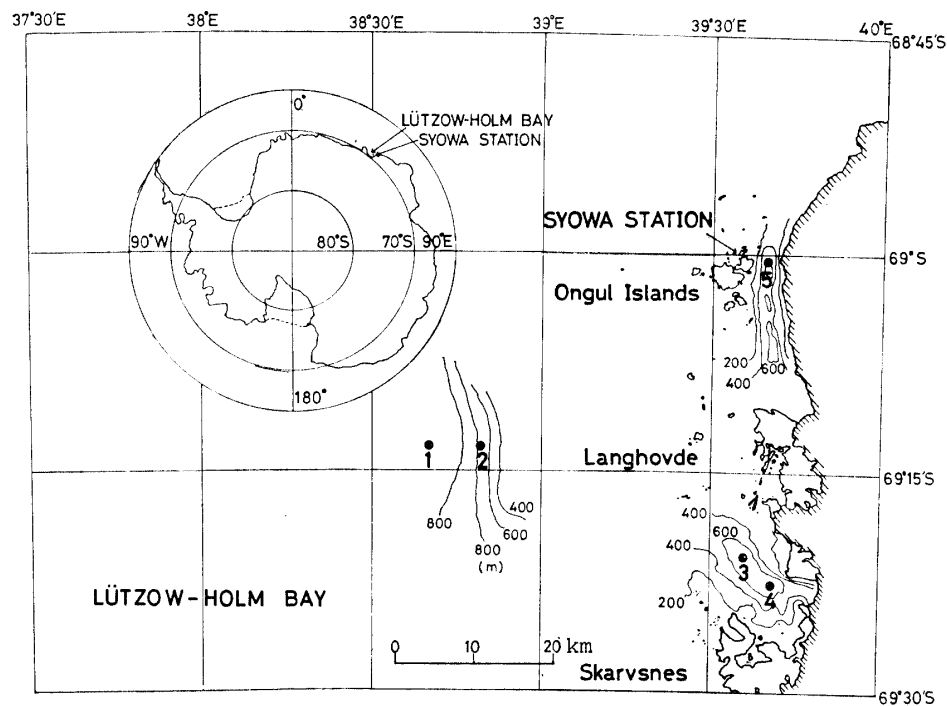 37°30'E 38°E 38°30'E 39°E 39°30'E 40°E
68°45'S
0°
LÜTZOW-HOLM BAY
SYOWA STATION
90°W 80°S 70°S 90°E
180°
SYOWA STATION
69°S
5
Ongul Islands
200
400
600
1
2
Langhovde
69°15'S
400
600
800
800
(m)
400
600
400
200
3
4
LÜTZOW-HOLM BAY
0 10 20 km
Skarvsnes
69°30'S